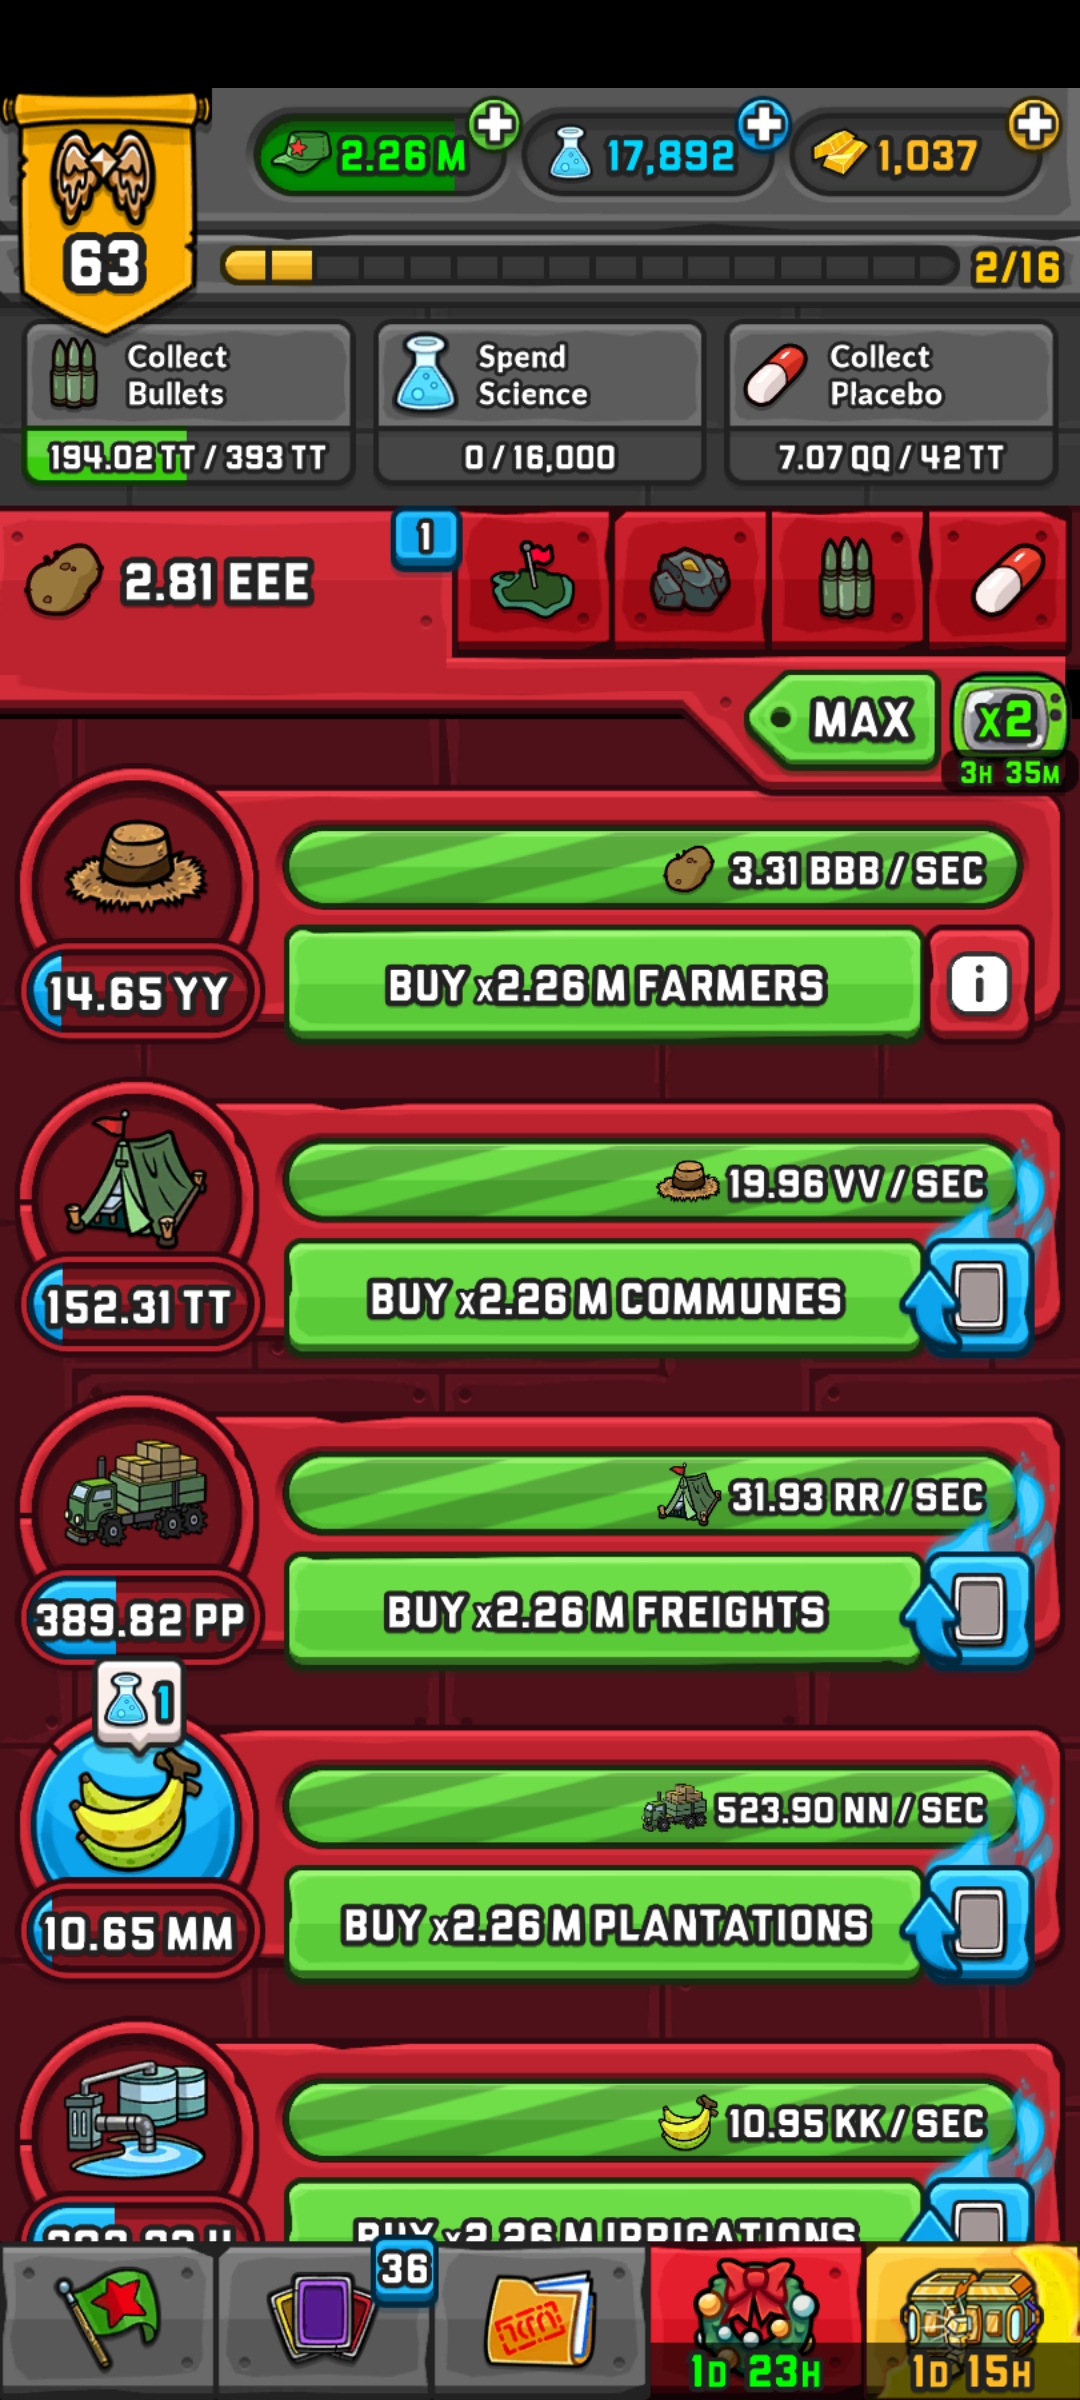 2.26 M
17,892
1,037
63
2/16
Collect
Bullets
194.02 TT / 393 TT
Spend
Science
0 / 16,000
Collect
Placebo
7.07 QQ / 42 TT
2.81 EEE
1
MAX
x2
3H 35M
3.31 BBB / SEC
14.65 YY
BUY x2.26 M FARMERS
i
19.96 VV / SEC
152.31 TT
BUY x2.26 M COMMUNES
31.93 RR / SEC
389.82 PP
BUY x2.26 M FREIGHTS
1
523.90 NN / SEC
10.65 MM
BUY x2.26 M PLANTATIONS
10.95 KK / SEC
BUY x2.26 M IRRIGATIONS
36
1D 23H
1D 15H